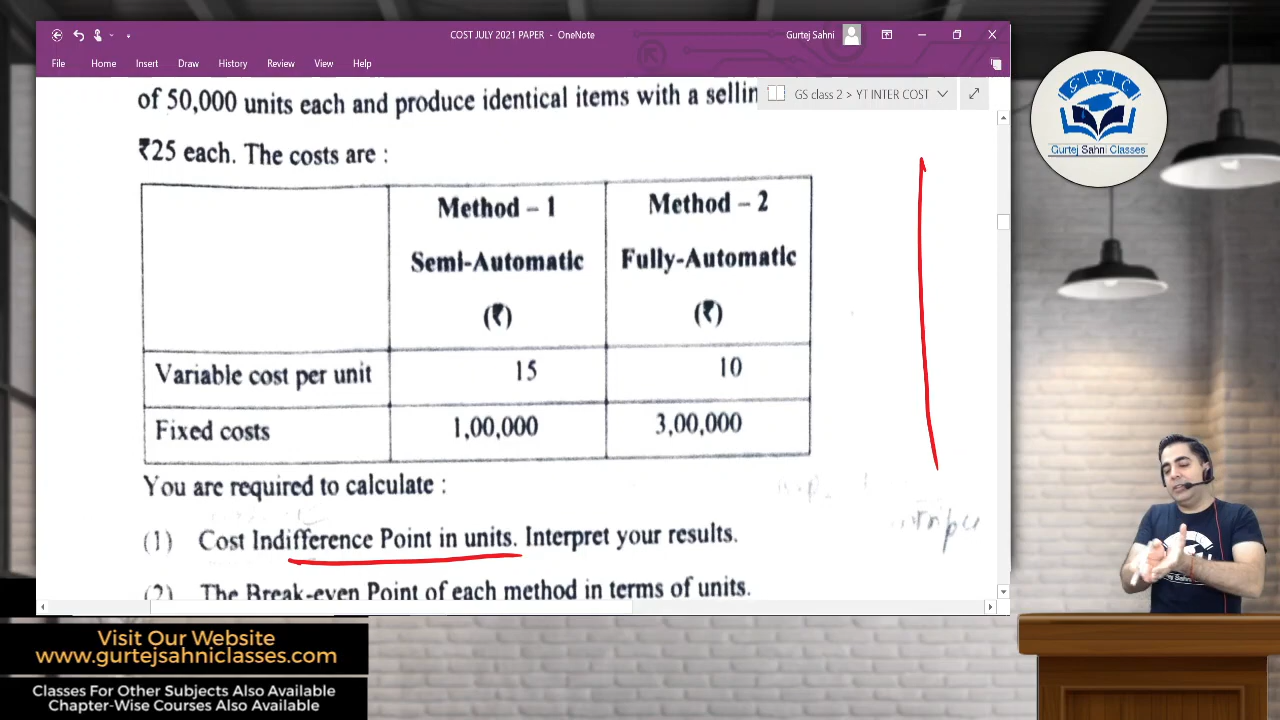 COST JULY 2021 PAPER - OneNote
Gurtej Sahni
File Home Insert Draw History Review View Help
of 50,000 units each and produce identical items with a sellin
GS class 2 > YT INTER COST
₹25 each. The costs are :
Method – 1 Method – 2
Semi-Automatic Fully-Automatic
(₹) (₹)
Variable cost per unit 15 10
Fixed costs 1,00,000 3,00,000
You are required to calculate :
(1) Cost Indifference Point in units. Interpret your results.
(2) The Break-even Point of each method in terms of units.
GSC
Gurtej Sahni Classes
Visit Our Website
www.gurtejsahniclasses.com
Classes For Other Subjects Also Available
Chapter-Wise Courses Also Available